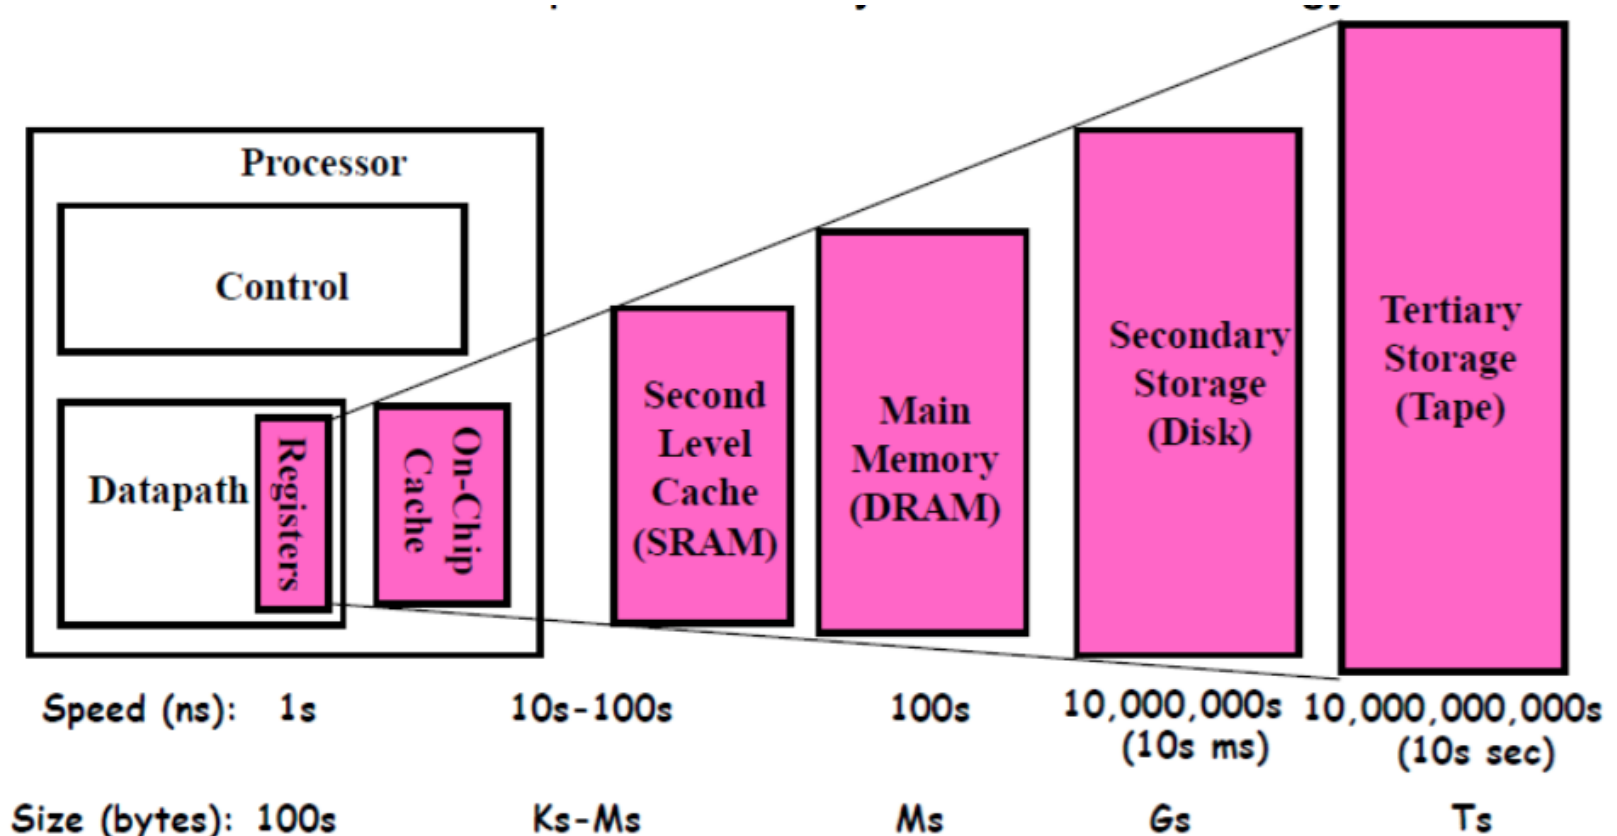 Processor
Control
Datapath
Registers
On-Chip
Cache
Second
Level
Cache
(SRAM)
Main
Memory
(DRAM)
Secondary
Storage
(Disk)
Tertiary
Storage
(Tape)
Speed (ns): 1s 10s-100s 100s 10,000,000s 10,000,000,000s
(10s ms) (10s sec)
Size (bytes): 100s Ks-Ms Ms Gs Ts